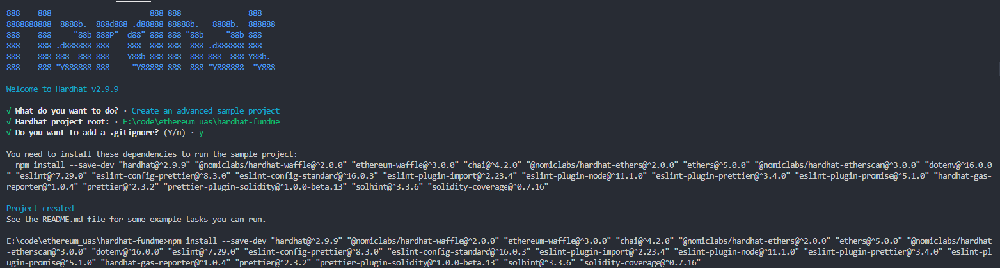 888    888                      888 888               888
8888888888  8888b.  888d888 .d88888 88888b.   8888b.  888888
888    888     "88b 888P"  d88" 888 888 "88b     "88b 888
888    888 .d888888 888    888  888 888  888 .d888888 888
888    888 888  888 888    Y88b 888 888  888 888  888 Y88b.
888    888 "Y888888 888     "Y88888 888  888 "Y888888  "Y888
Welcome to Hardhat v2.9.9
√ What do you want to do? · Create an advanced sample project
√ Hardhat project root: · E:\code\ethereum_uas\hardhat-fundme
√ Do you want to add a .gitignore? (Y/n) · y
You need to install these dependencies to run the sample project:
  npm install --save-dev "hardhat@^2.9.9" "@nomiclabs/hardhat-waffle@^2.0.0" "ethereum-waffle@^3.0.0" "chai@^4.2.0" "@nomiclabs/hardhat-ethers@^2.0.0" "ethers@^5.0.0" "@nomiclabs/hardhat-etherscan@^3.0.0" "dotenv@^16.0.0
" "eslint@^7.29.0" "eslint-config-prettier@^8.3.0" "eslint-config-standard@^16.0.3" "eslint-plugin-import@^2.23.4" "eslint-plugin-node@^11.1.0" "eslint-plugin-prettier@^3.4.0" "eslint-plugin-promise@^5.1.0" "hardhat-gas-
reporter@^1.0.4" "prettier@^2.3.2" "prettier-plugin-solidity@^1.0.0-beta.13" "solhint@^3.3.6" "solidity-coverage@^0.7.16"
Project created
See the README.md file for some example tasks you can run.
E:\code\ethereum_uas\hardhat-fundme>npm install --save-dev "hardhat@^2.9.9" "@nomiclabs/hardhat-waffle@^2.0.0" "ethereum-waffle@^3.0.0" "chai@^4.2.0" "@nomiclabs/hardhat-ethers@^2.0.0" "ethers@^5.0.0" "@nomiclabs/hardhat
-etherscan@^3.0.0" "dotenv@^16.0.0" "eslint@^7.29.0" "eslint-config-prettier@^8.3.0" "eslint-config-standard@^16.0.3" "eslint-plugin-import@^2.23.4" "eslint-plugin-node@^11.1.0" "eslint-plugin-prettier@^3.4.0" "eslint-pl
ugin-promise@^5.1.0" "hardhat-gas-reporter@^1.0.4" "prettier@^2.3.2" "prettier-plugin-solidity@^1.0.0-beta.13" "solhint@^3.3.6" "solidity-coverage@^0.7.16"